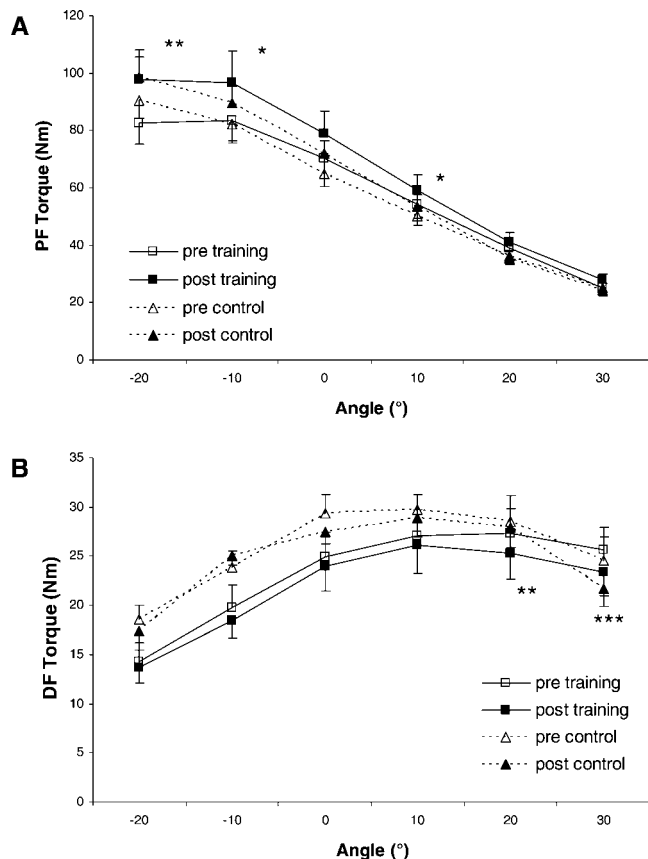 A
120
** *
100
80
PF Torque (Nm)
60
*
40
pre training
post training
20
pre control
post control
0
-20 -10 0 10 20 30
Angle (°)
B
35
30
25
DF Torque (Nm)
20
**
***
15
10
pre training
post training
5
pre control
post control
0
-20 -10 0 10 20 30
Angle (°)